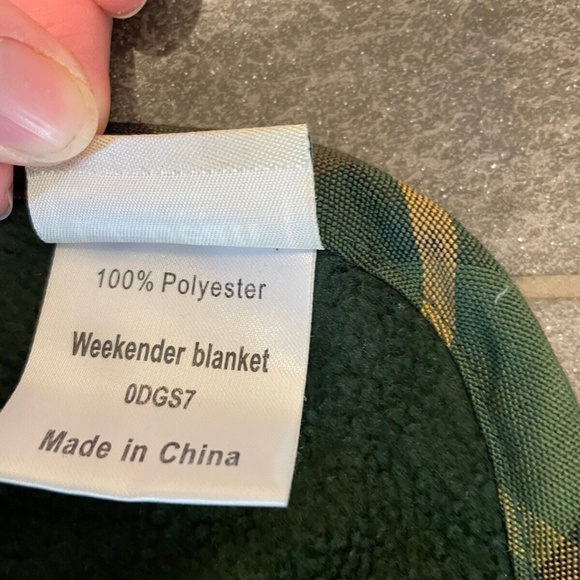 100% Polyester
Weekender blanket
0DGS7
Made in China